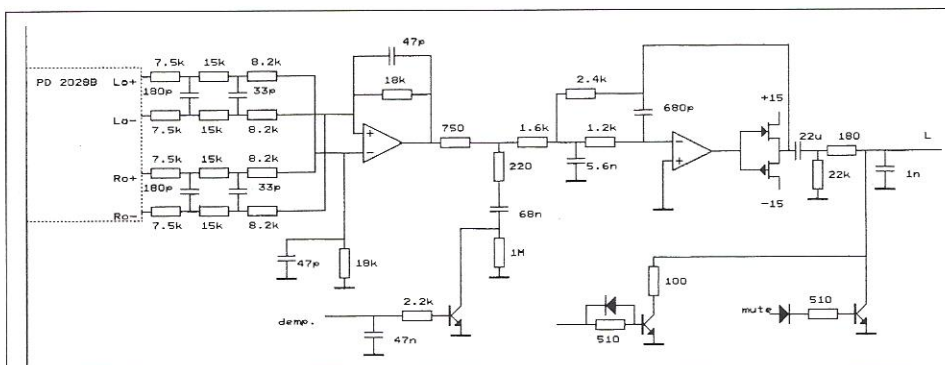 47p
7.5k 15k 8.2k
18k
2.4k
PD 2028B Lo+
180p 33p
680p
+15
Lo-
750 1.6k 1.2k
22u 180 L
7.5k 15k 8.2k
+
-
-
+
7.5k 15k 8.2k
220
5.6n
22k
1n
Ro+
180p 33p
-15
Ro-
68n
7.5k 15k 8.2k
1M
47p
18k
100
2.2k
510
demp.
mute
47n
510